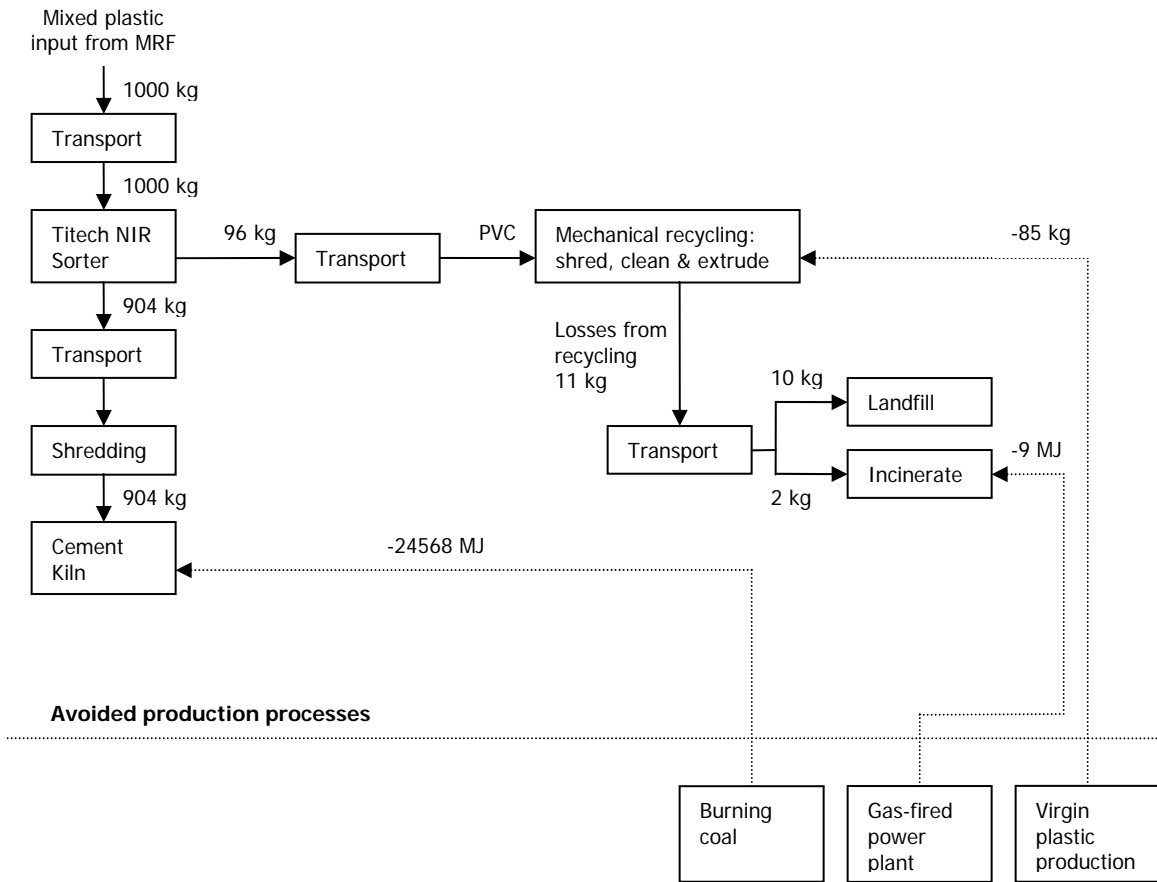 Mixed plastic
input from MRF
1000 kg
Transport
1000 kg
Titech NIR
Sorter
96 kg
Transport
PVC
Mechanical recycling:
shred, clean & extrude
-85 kg
904 kg
Transport
Losses from
recycling
11 kg
10 kg
Landfill
Shredding
Transport
-9 MJ
Incinerate
2 kg
904 kg
Cement
Kiln
-24568 MJ
Avoided production processes
Burning
coal
Gas-fired
power
plant
Virgin
plastic
production